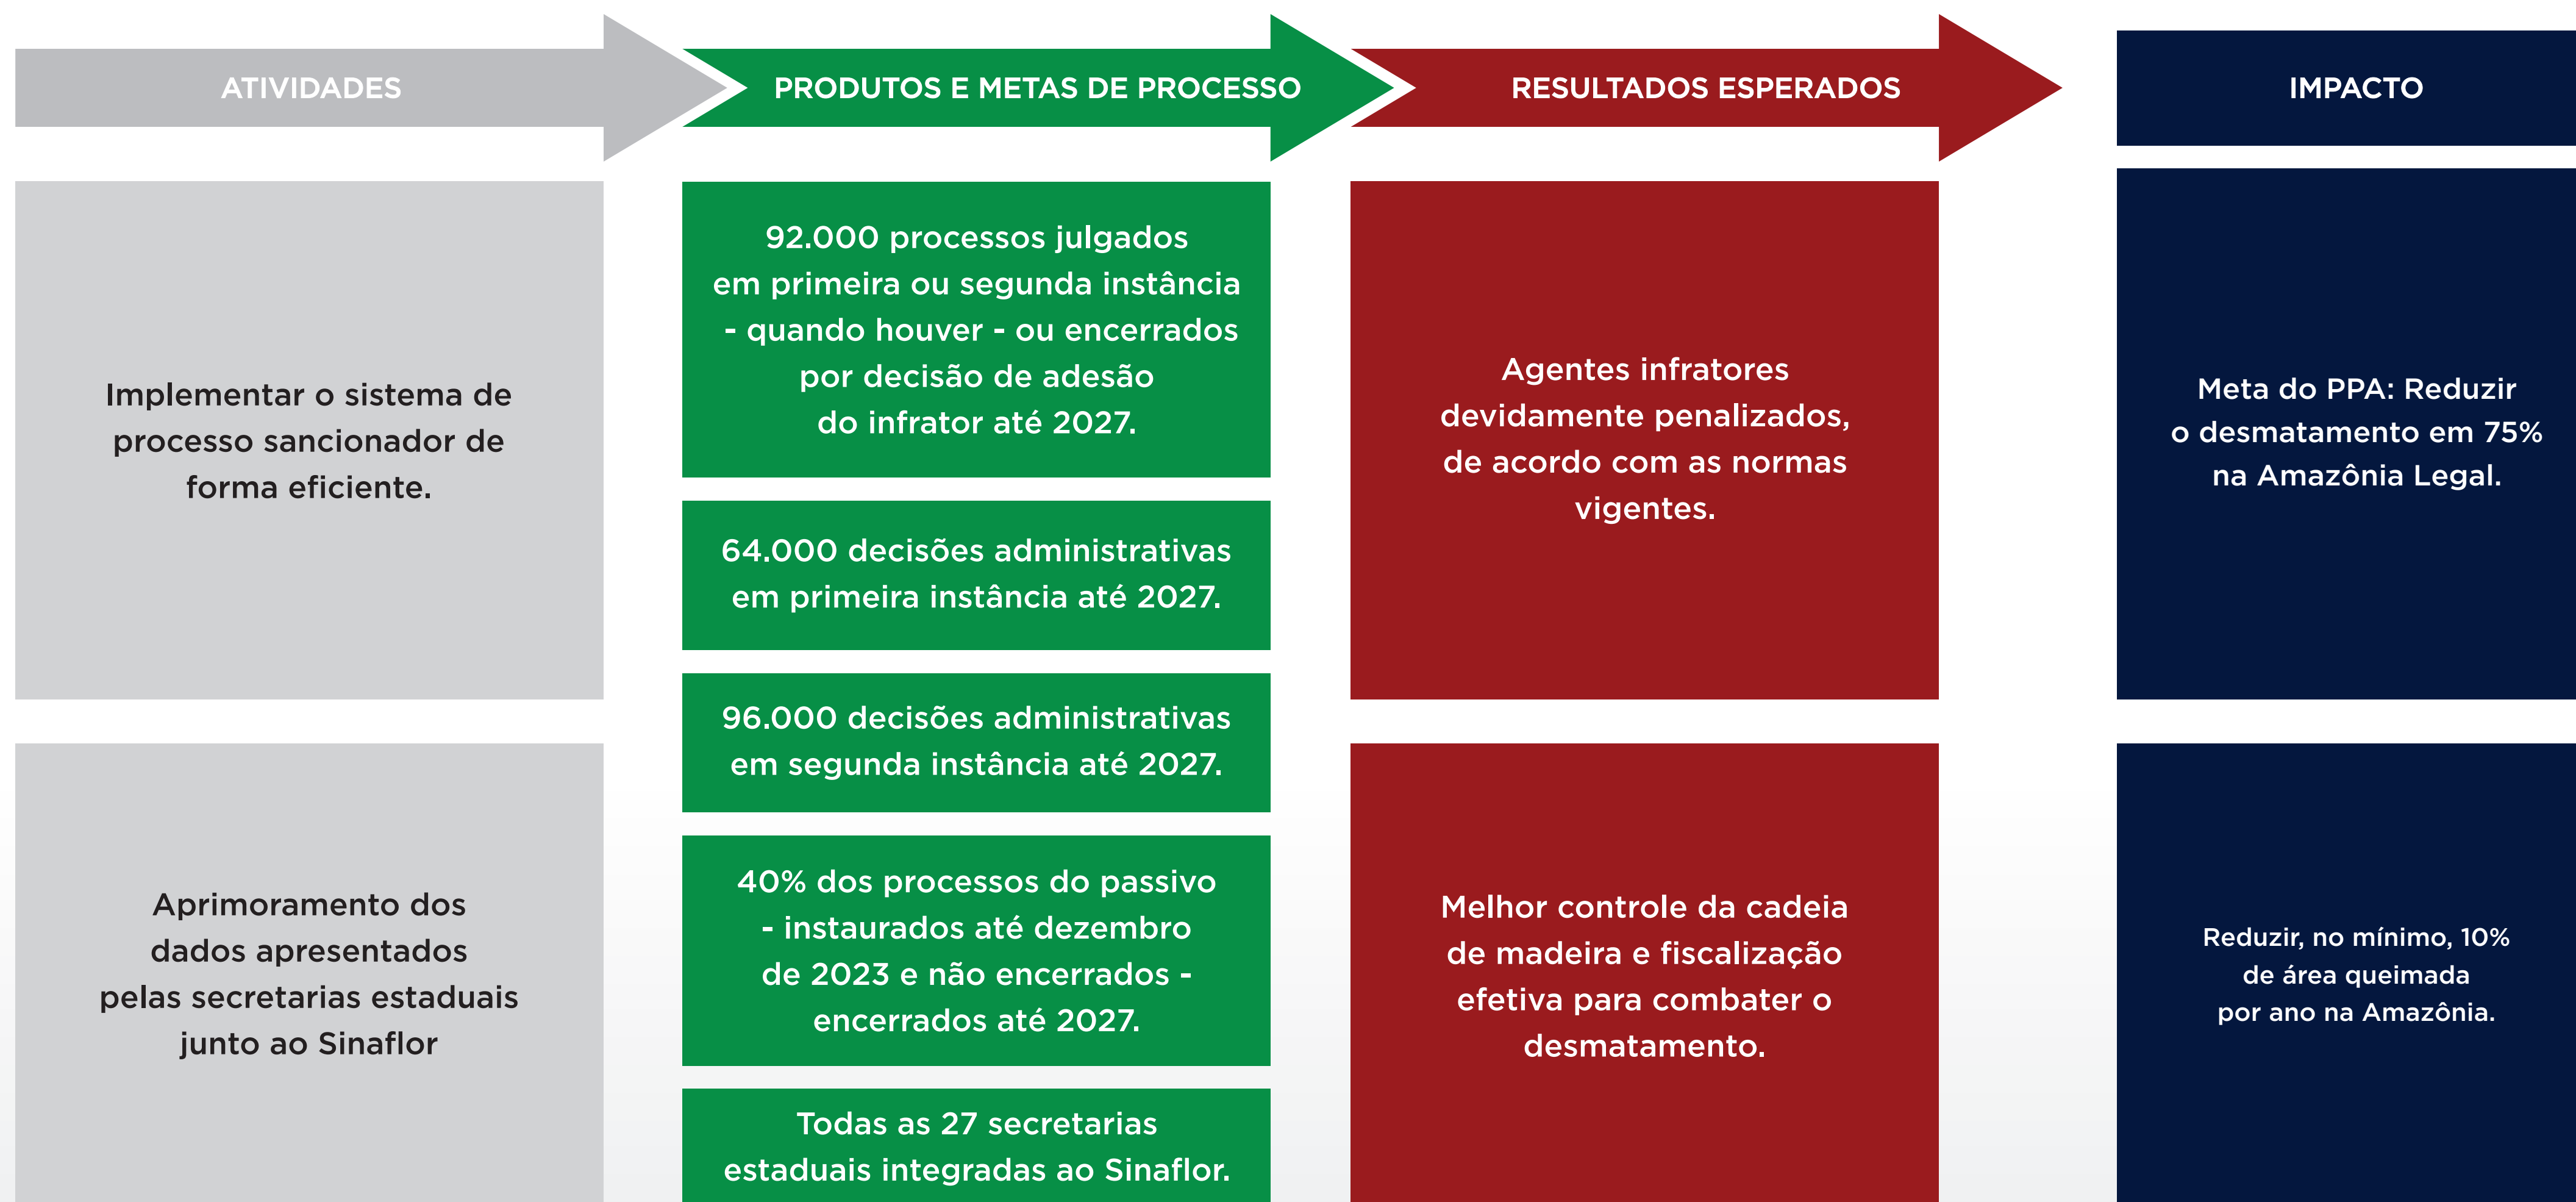 ATIVIDADES
PRODUTOS E METAS DE PROCESSO
RESULTADOS ESPERADOS
IMPACTO
Implementar o sistema de
processo sancionador de
forma eficiente.
Aprimoramento dos
dados apresentados
pelas secretarias estaduais
junto ao Sinaflor
92.000 processos julgados
em primeira ou segunda instância
- quando houver - ou encerrados
por decisão de adesão
do infrator até 2027.
64.000 decisões administrativas
em primeira instância até 2027.
96.000 decisões administrativas
em segunda instância até 2027.
40% dos processos do passivo
- instaurados até dezembro
de 2023 e não encerrados -
encerrados até 2027.
Todas as 27 secretarias
estaduais integradas ao Sinaflor.
Agentes infratores
devidamente penalizados,
de acordo com as normas
vigentes.
Melhor controle da cadeia
de madeira e fiscalização
efetiva para combater o
desmatamento.
Meta do PPA: Reduzir
o desmatamento em 75%
na Amazônia Legal.
Reduzir, no mínimo, 10%
de área queimada
por ano na Amazônia.